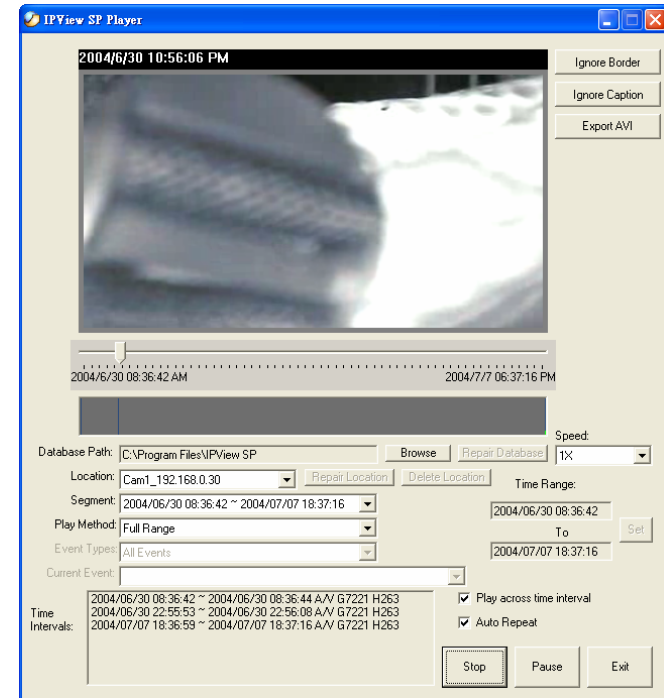 IPView SP Player
2004/6/30 10:56:06 PM
Ignore Border
Ignore Caption
Export AVI
2004/6/30 08:36:42 AM 2004/7/7 06:37:16 PM
Speed:
Database Path: C:\Program Files\IPView SP Browse Repair Database 1X
Location: Cam1_192.168.0.30 Repair Location Delete Location Time Range:
Segment: 2004/06/30 08:36:42 ~ 2004/07/07 18:37:16 2004/06/30 08:36:42
Play Method: Full Range To Set
Event Types: All Events 2004/07/07 18:37:16
Current Event:
Time Intervals:
2004/06/30 08:36:42 ~ 2004/06/30 08:36:44 A/V G7221 H263
2004/06/30 22:55:53 ~ 2004/06/30 22:56:08 A/V G7221 H263
2004/07/07 18:36:59 ~ 2004/07/07 18:37:16 A/V G7221 H263
Play across time interval
Auto Repeat
Stop Pause Exit